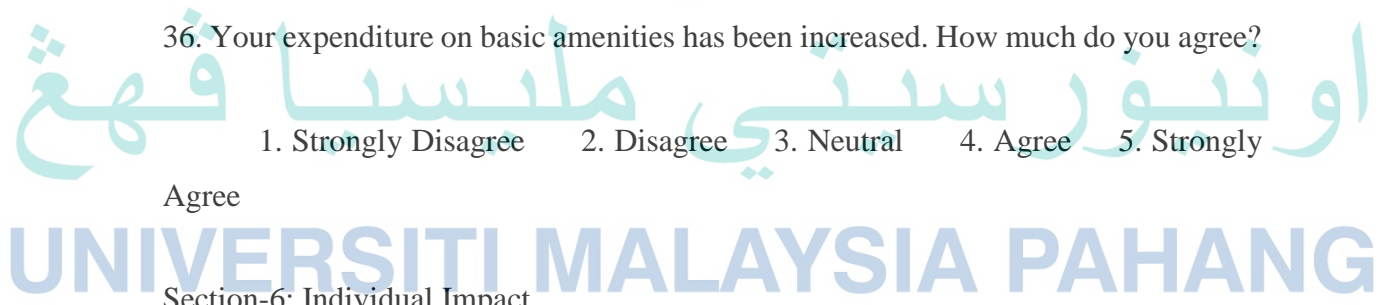 36. Your expenditure on basic amenities has been increased. How much do you agree?
اونيۏرسيتي مليسيا ڤهڠ
1. Strongly Disagree 2. Disagree 3. Neutral 4. Agree 5. Strongly
Agree
UNIVERSITI MALAYSIA PAHANG
Section-6: Individual Impact